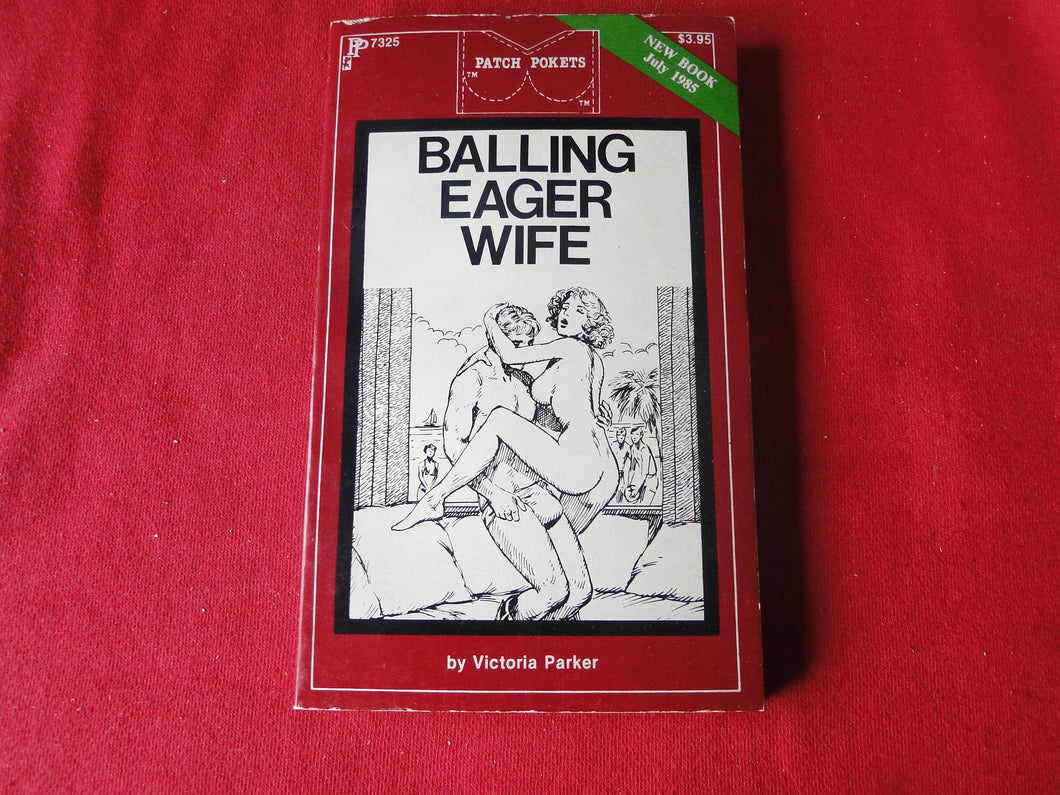 PP 7325
$3.95
NEW BOOK
July 1985
PATCH POKETS
TM
TM
BALLING
EAGER
WIFE
by Victoria Parker